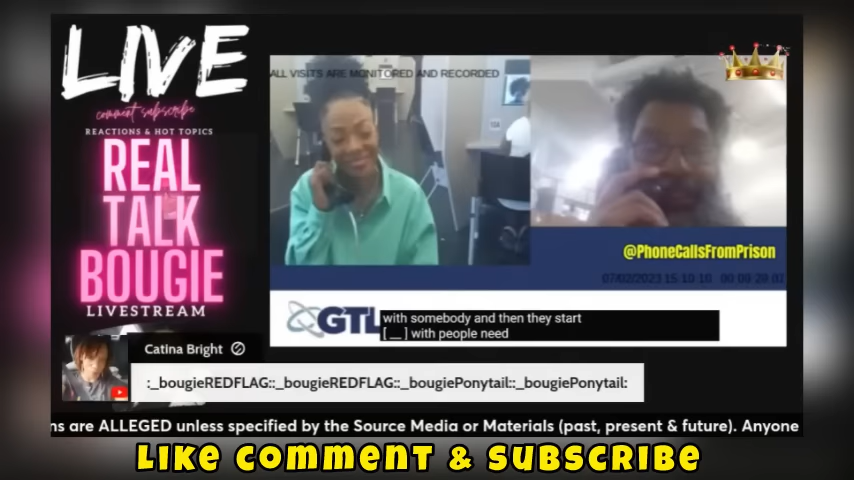 LIVE
comment subscribe
REACTIONS & HOT TOPICS
REAL
TALK
BOUGIE
LIVESTREAM
ALL VISITS ARE MONITORED AND RECORDED
@PhoneCallsFromPrison
07/02/2023 15:19:16
GTL
with somebody and then they start
[ __ ] with people need
Catina Bright
:_bougieREDFLAG::_bougieREDFLAG::_bougiePonytail::_bougiePonytail:
ns are ALLEGED unless specified by the Source Media or Materials (past, present & future). Anyone
LIKE COMMENT & SUBSCRIBE